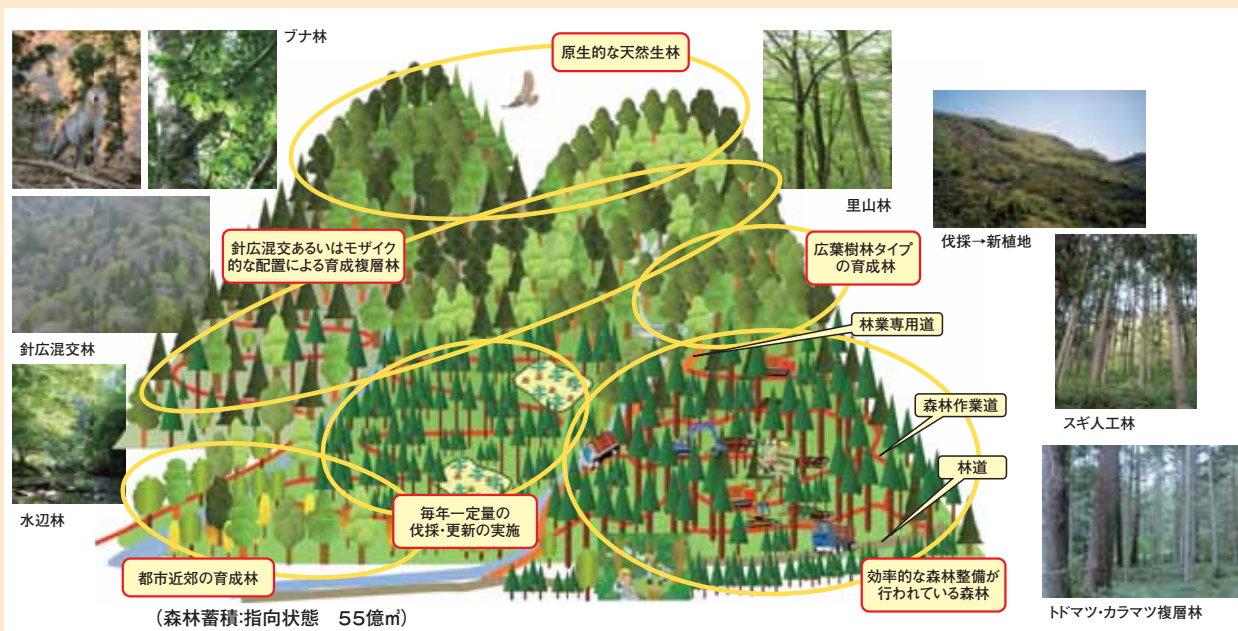 ブナ林
原生的な天然生林
里山林
伐採→新植地
針広混交あるいはモザイク
的な配置による育成複層林
広葉樹林タイプ
の育成林
針広混交林
林業専用道
スギ人工林
森林作業道
林道
水辺林
毎年一定量の
伐採・更新の実施
都市近郊の育成林
効率的な森林整備が
行われている森林
トドマツ・カラマツ複層林
(森林蓄積:指向状態 55億㎥)